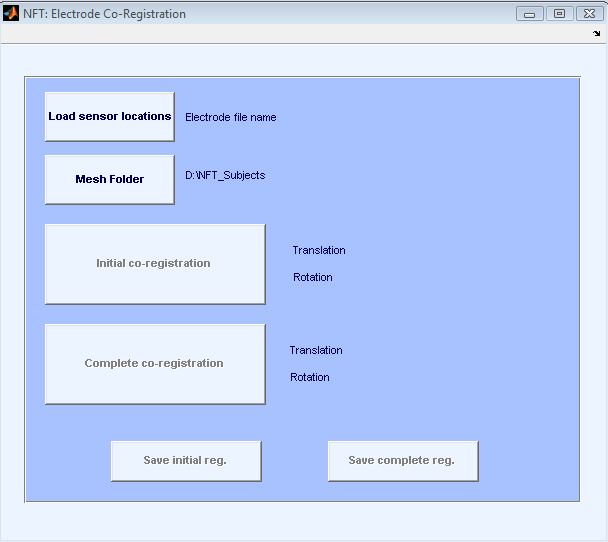 NFT: Electrode Co-Registration
Load sensor locations
Electrode file name
Mesh Folder
D:\NFT_Subjects
Initial co-registration
Translation
Rotation
Complete co-registration
Translation
Rotation
Save initial reg.
Save complete reg.